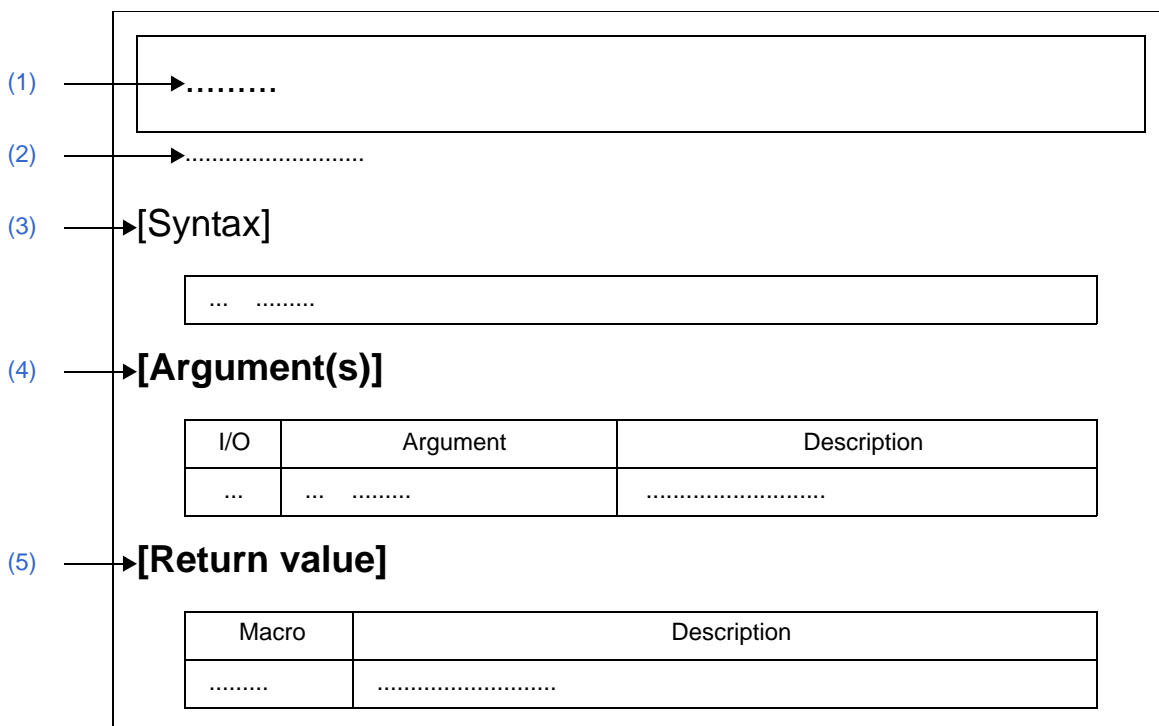 (1) .........
(2) ...........................
(3) [Syntax]
... .........
(4) [Argument(s)]
I/O Argument Description
... ... ......... ...........................
(5) [Return value]
Macro Description
......... ...........................